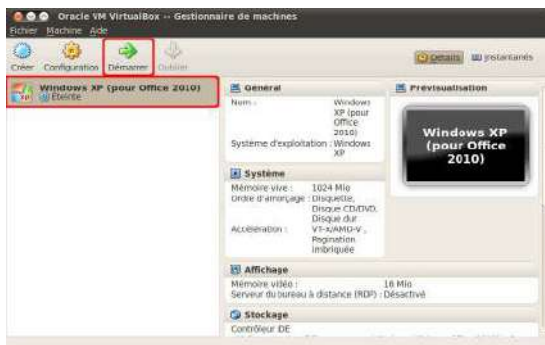 Oracle VM VirtualBox -- Gestionnaire de machines
Fichier Machine Aide
Créer Configuration Démarrer Oublier
Détails Instantanés
Windows XP (pour Office 2010)
Éteinte
Général
Nom : Windows XP (pour Office 2010)
Système d'exploitation : Windows XP
Prévisualisation
Windows XP
(pour Office
2010)
Système
Mémoire vive : 1024 Mio
Ordre d'amorçage : Disquette, Disque CD/DVD, Disque dur
Accélération : VT-x/AMD-V , Pagination imbriquée
Affichage
Mémoire vidéo : 16 Mio
Serveur du bureau à distance (RDP) : Désactivé
Stockage
Contrôleur IDE